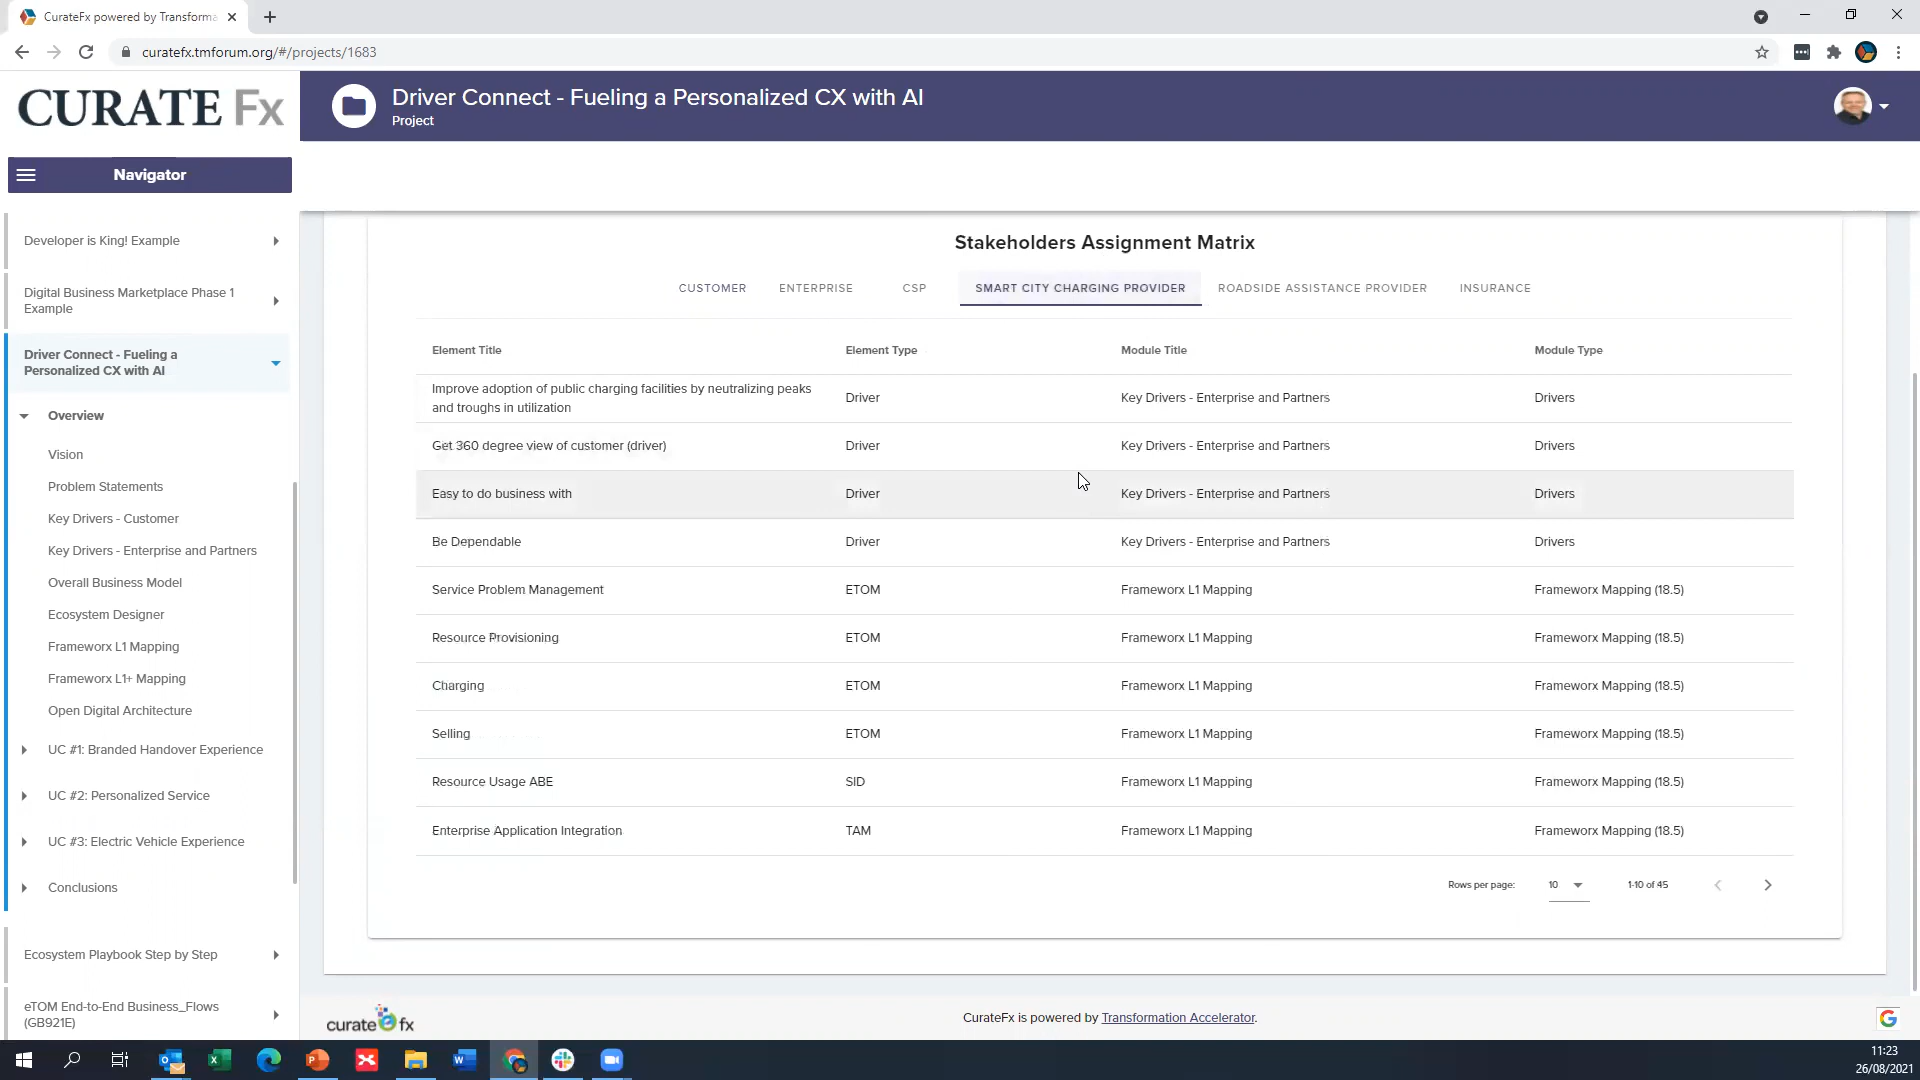 CurateFx powered by Transforma
curatefx.tmforum.org/#/projects/1683
CURATE Fx
Driver Connect - Fueling a Personalized CX with AI
Project
Navigator
Developer is King! Example
Digital Business Marketplace Phase 1
Example
Driver Connect - Fueling a
Personalized CX with AI
Overview
Vision
Problem Statements
Key Drivers - Customer
Key Drivers - Enterprise and Partners
Overall Business Model
Ecosystem Designer
Frameworx L1 Mapping
Frameworx L1+ Mapping
Open Digital Architecture
UC #1: Branded Handover Experience
UC #2: Personalized Service
UC #3: Electric Vehicle Experience
Conclusions
Ecosystem Playbook Step by Step
eTOM End-to-End Business_Flows
(GB921E)
Stakeholders Assignment Matrix
CUSTOMER ENTERPRISE CSP SMART CITY CHARGING PROVIDER ROADSIDE ASSISTANCE PROVIDER INSURANCE
Element Title Element Type Module Title Module Type
Improve adoption of public charging facilities by neutralizing peaks
and troughs in utilization Driver Key Drivers - Enterprise and Partners Drivers
Get 360 degree view of customer (driver) Driver Key Drivers - Enterprise and Partners Drivers
Easy to do business with Driver Key Drivers - Enterprise and Partners Drivers
Be Dependable Driver Key Drivers - Enterprise and Partners Drivers
Service Problem Management ETOM Frameworx L1 Mapping Frameworx Mapping (18.5)
Resource Provisioning ETOM Frameworx L1 Mapping Frameworx Mapping (18.5)
Charging ETOM Frameworx L1 Mapping Frameworx Mapping (18.5)
Selling ETOM Frameworx L1 Mapping Frameworx Mapping (18.5)
Resource Usage ABE SID Frameworx L1 Mapping Frameworx Mapping (18.5)
Enterprise Application Integration TAM Frameworx L1 Mapping Frameworx Mapping (18.5)
Rows per page: 10 1-10 of 45
curate fx
CurateFx is powered by Transformation Accelerator.
11:23
26/08/2021